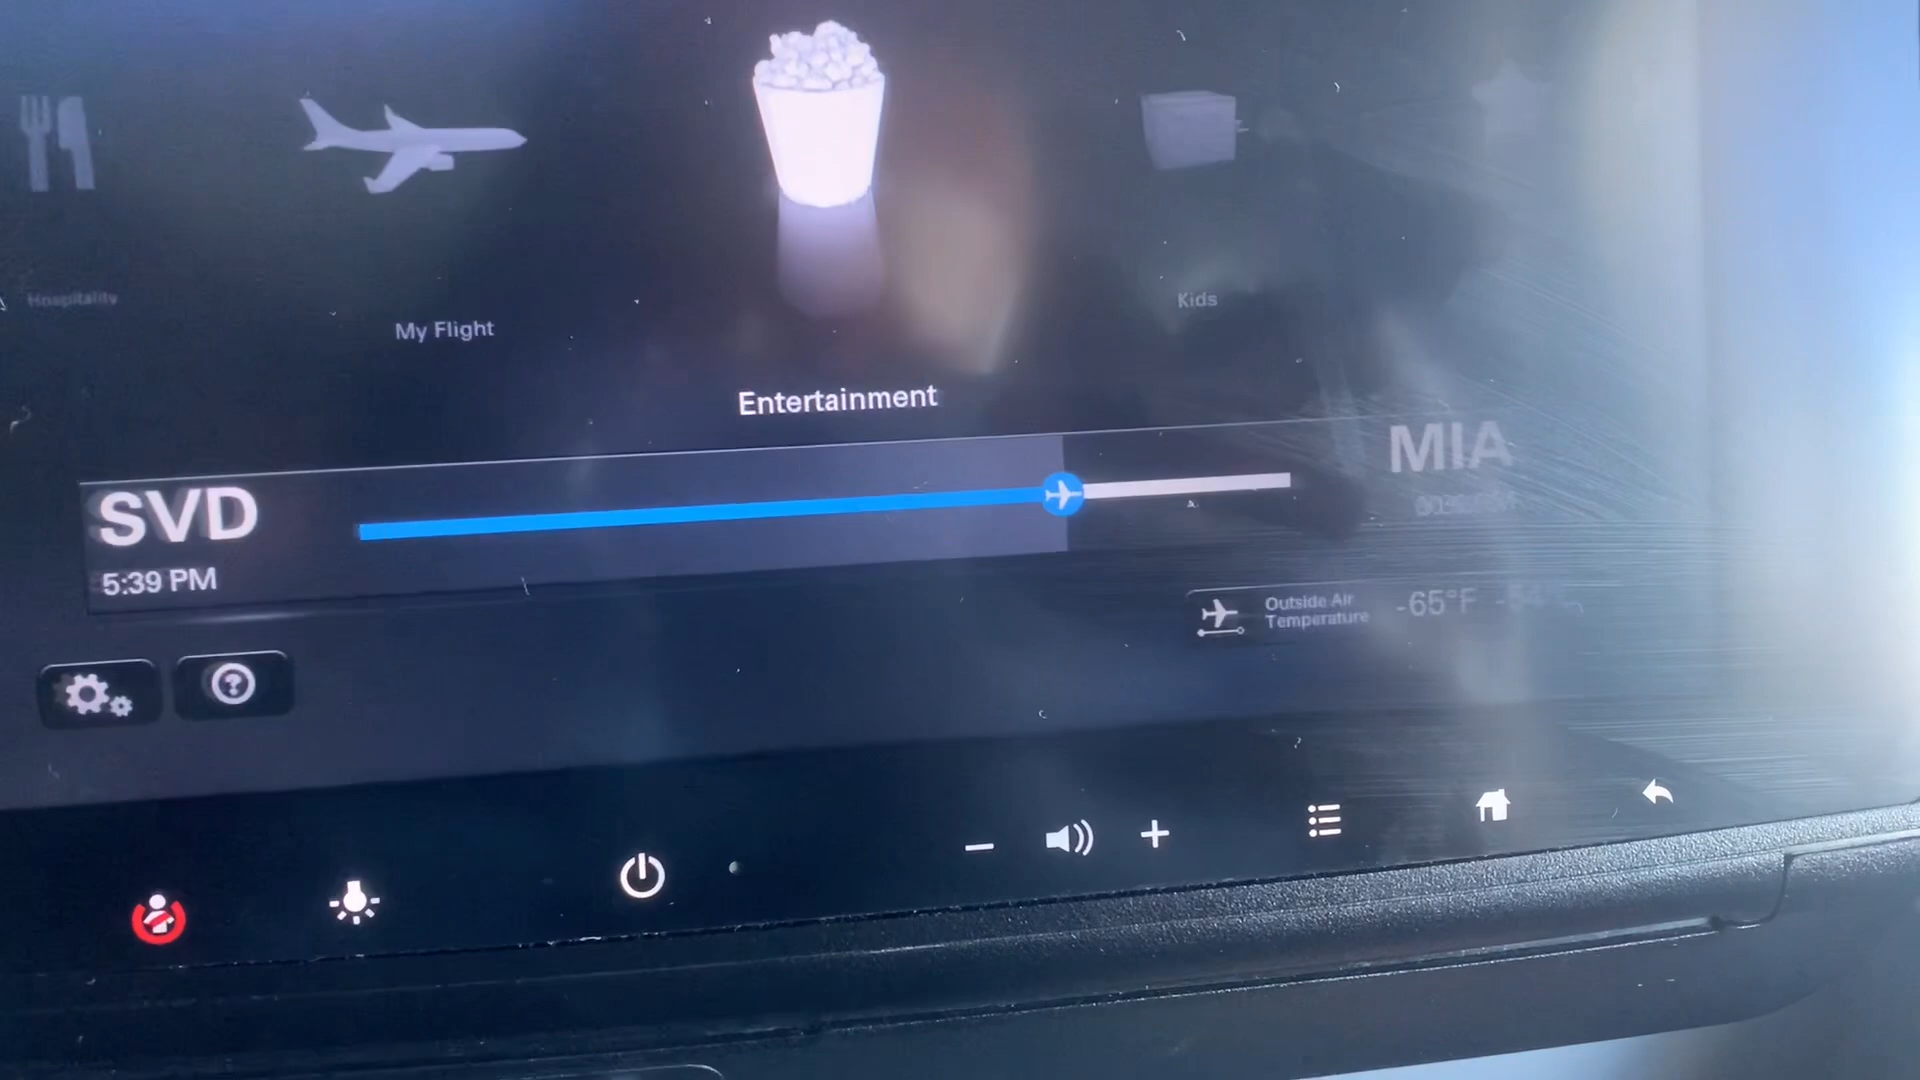 Hospitality
My Flight
Kids
Entertainment
SVD
MIA
5:39 PM
Outside Air
Temperature
-65°F